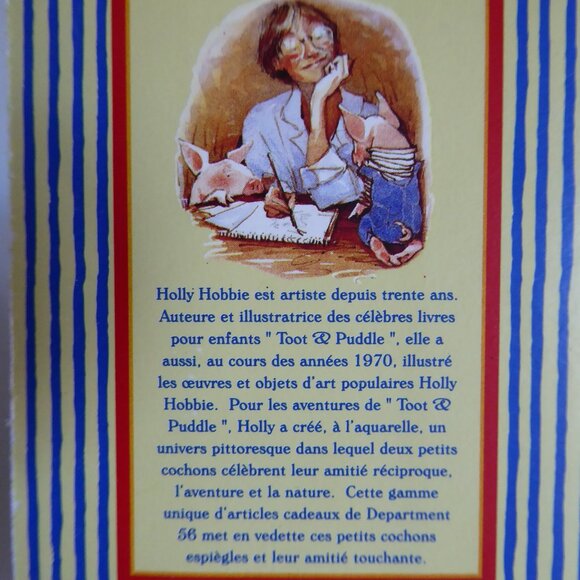 Holly Hobbie est artiste depuis trente ans.
Auteure et illustratrice des célèbres livres
pour enfants " Toot & Puddle ", elle a
aussi, au cours des années 1970, illustré
les œuvres et objets d'art populaires Holly
Hobbie. Pour les aventures de " Toot &
Puddle ", Holly a créé, à l'aquarelle, un
univers pittoresque dans lequel deux petits
cochons célèbrent leur amitié réciproque,
l'aventure et la nature. Cette gamme
unique d'articles cadeaux de Department
56 met en vedette ces petits cochons
espiègles et leur amitié touchante.